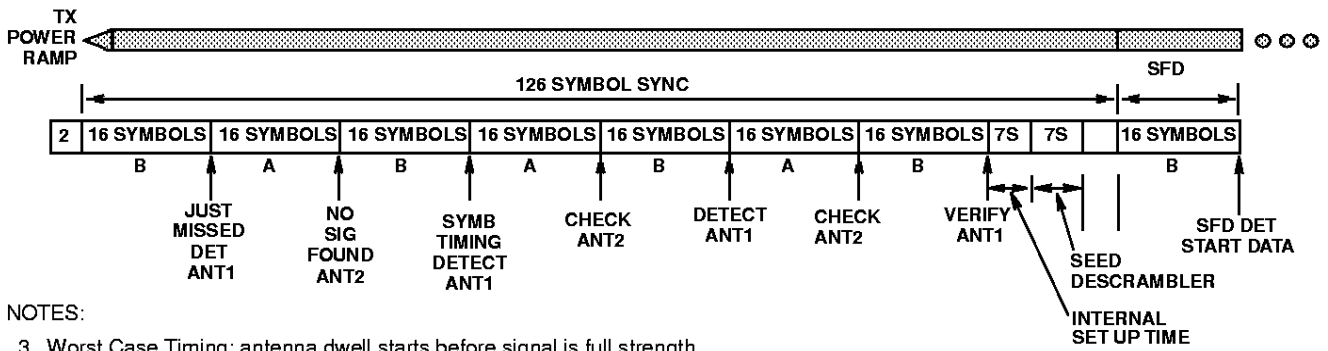 TX
POWER
RAMP
SFD
126 SYMBOL SYNC
2 16 SYMBOLS 16 SYMBOLS 16 SYMBOLS 16 SYMBOLS 16 SYMBOLS 16 SYMBOLS 16 SYMBOLS 7S 7S 16 SYMBOLS
B A B A B A B B
JUST
MISSED
DET
ANT1
NO
SIG
FOUND
ANT2
SYMB
TIMING
DETECT
ANT1
CHECK
ANT2
DETECT
ANT1
CHECK
ANT2
VERIFY
ANT1
SEED
DESCRAMBLER
INTERNAL
SET UP TIME
SFD DET
START DATA
NOTES:
3. Worst Case Timing; antenna dwell starts before signal is full strength.